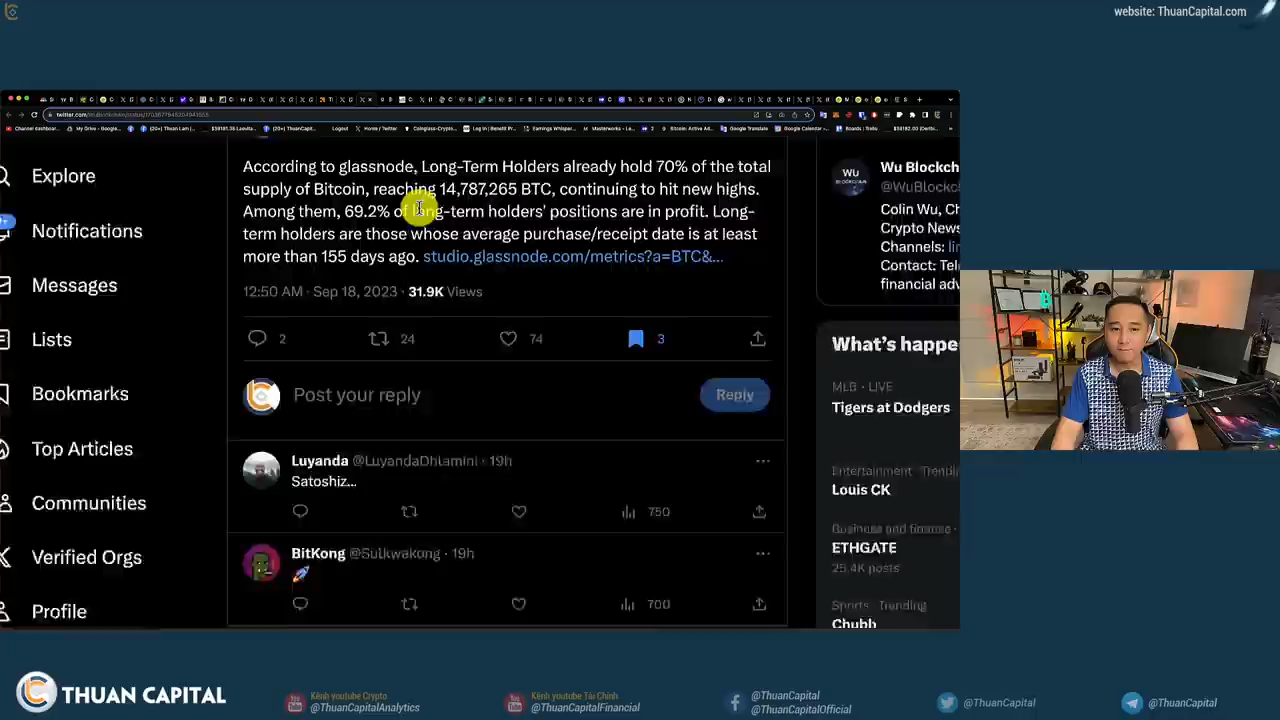 website: ThuanCapital.com
According to glassnode, Long-Term Holders already hold 70% of the total
supply of Bitcoin, reaching 14,787,265 BTC, continuing to hit new highs.
Among them, 69.2% of long-term holders' positions are in profit. Long-
term holders are those whose average purchase/receipt date is at least
more than 155 days ago. studio.glassnode.com/metrics?a=BTC&…
12:50 AM · Sep 18, 2023 · 31.9K Views
2 24 74 3
Post your reply
Reply
Luyanda @LuyandaDhlamini · 19h
Satoshiz...
750
BitKong @Sulkwakong · 19h
700
Explore
Notifications
Messages
Lists
Bookmarks
Top Articles
Communities
Verified Orgs
Profile
WU
Wu Blockch
@WuBlockc
Colin Wu, Ch
Crypto News
Channels: lin
Contact: Tel
financial adv
What's happe
MLB · LIVE
Tigers at Dodgers
Entertainment · Trendi
Louis CK
Business and finance ·
ETHGATE
25.4K posts
Sports · Trending
Chubb
THUAN CAPITAL
Kênh youtube Crypto
@ThuanCapitalAnalytics
Kênh youtube Tài Chính
@ThuanCapitalFinancial
@ThuanCapital
@ThuanCapitalOfficial
@ThuanCapital
@ThuanCapital